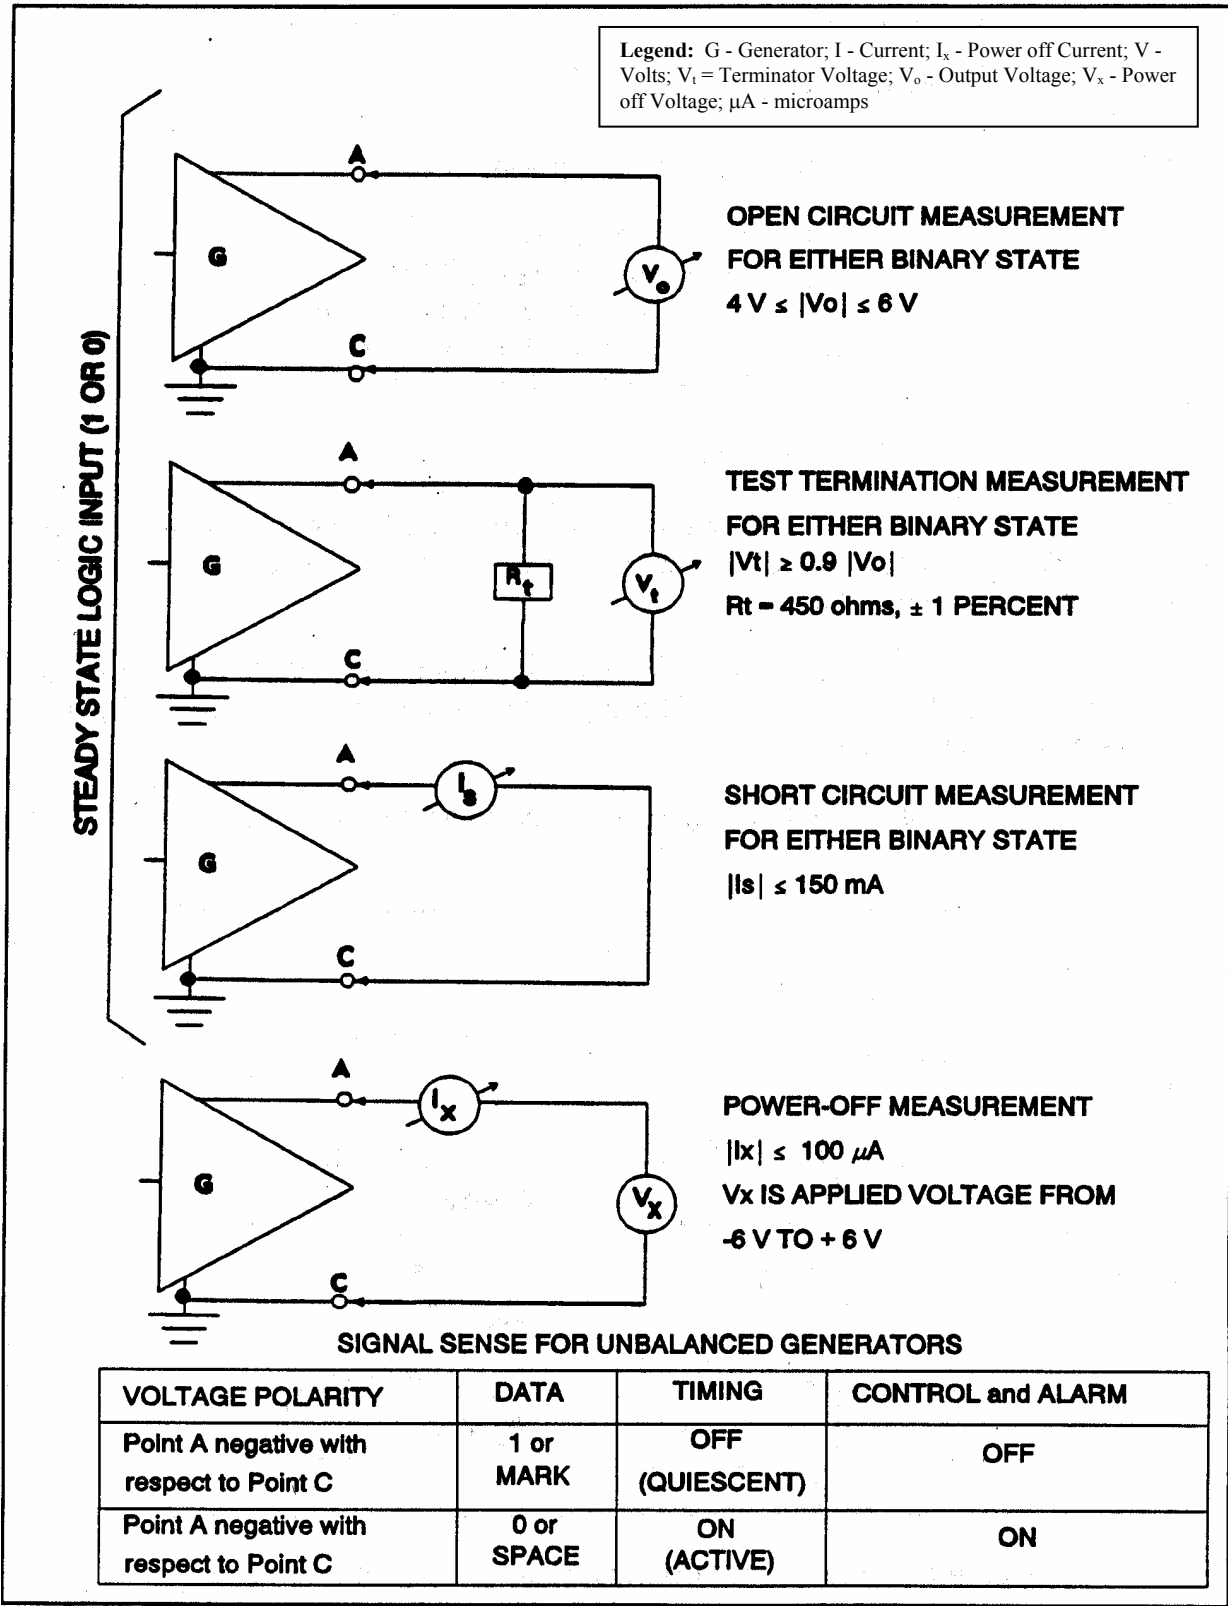 Legend: G - Generator; I - Current; Iₓ - Power off Current; V -
Volts; Vₜ = Terminator Voltage; Vₒ - Output Voltage; Vₓ - Power
off Voltage; μA - microamps
STEADY STATE LOGIC INPUT (1 OR 0)
A
G
Vₒ
C
OPEN CIRCUIT MEASUREMENT
FOR EITHER BINARY STATE
4 V ≤ |Vo| ≤ 6 V
A
G
Rₜ
Vₜ
C
TEST TERMINATION MEASUREMENT
FOR EITHER BINARY STATE
|Vt| ≥ 0.9 |Vo|
Rt = 450 ohms, ± 1 PERCENT
A
Iₛ
G
C
SHORT CIRCUIT MEASUREMENT
FOR EITHER BINARY STATE
|Is| ≤ 150 mA
A
Iₓ
G
Vₓ
C
POWER-OFF MEASUREMENT
|Ix| ≤ 100 μA
Vx IS APPLIED VOLTAGE FROM
-6 V TO + 6 V
SIGNAL SENSE FOR UNBALANCED GENERATORS
VOLTAGE POLARITY DATA TIMING CONTROL and ALARM
Point A negative with 1 or OFF OFF
respect to Point C MARK (QUIESCENT)
Point A negative with 0 or ON ON
respect to Point C SPACE (ACTIVE)